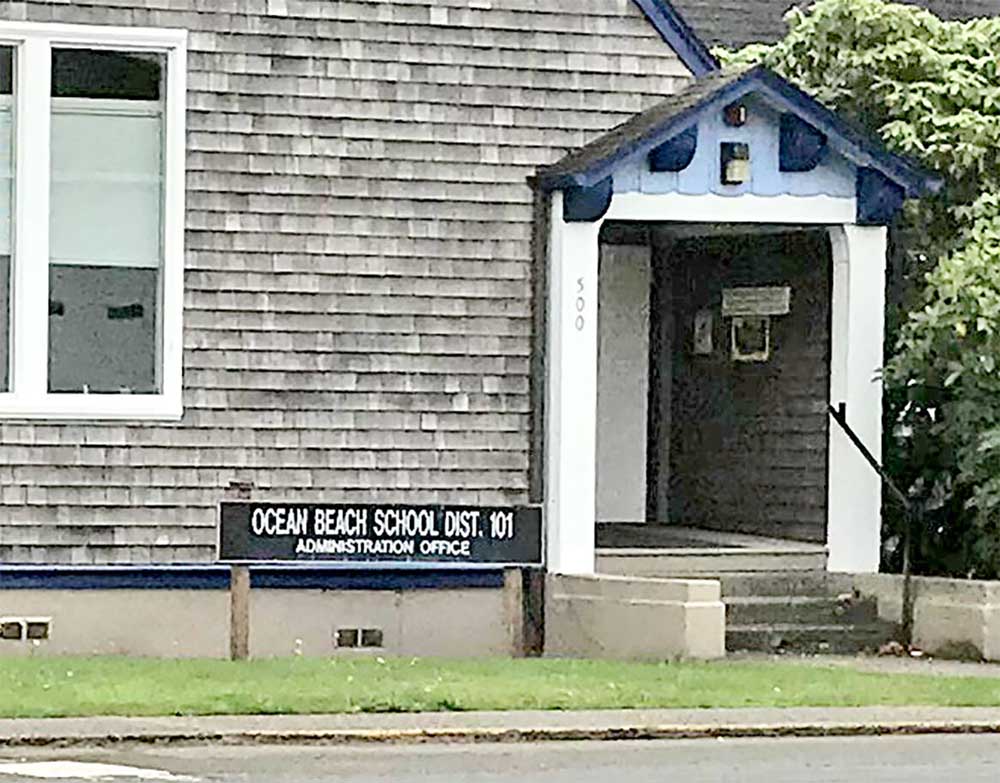 500
OCEAN BEACH SCHOOL DIST. 101
ADMINISTRATION OFFICE